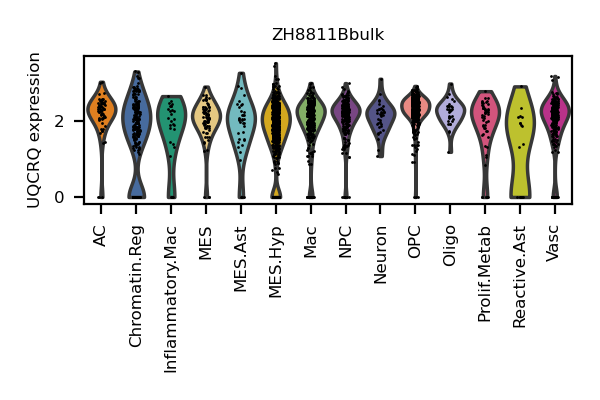 ZH8811Bbulk
UQCRQ expression
2
0
AC
Chromatin.Reg
Inflammatory.Mac
MES
MES.Ast
MES.Hyp
Mac
NPC
Neuron
OPC
Oligo
Prolif.Metab
Reactive.Ast
Vasc